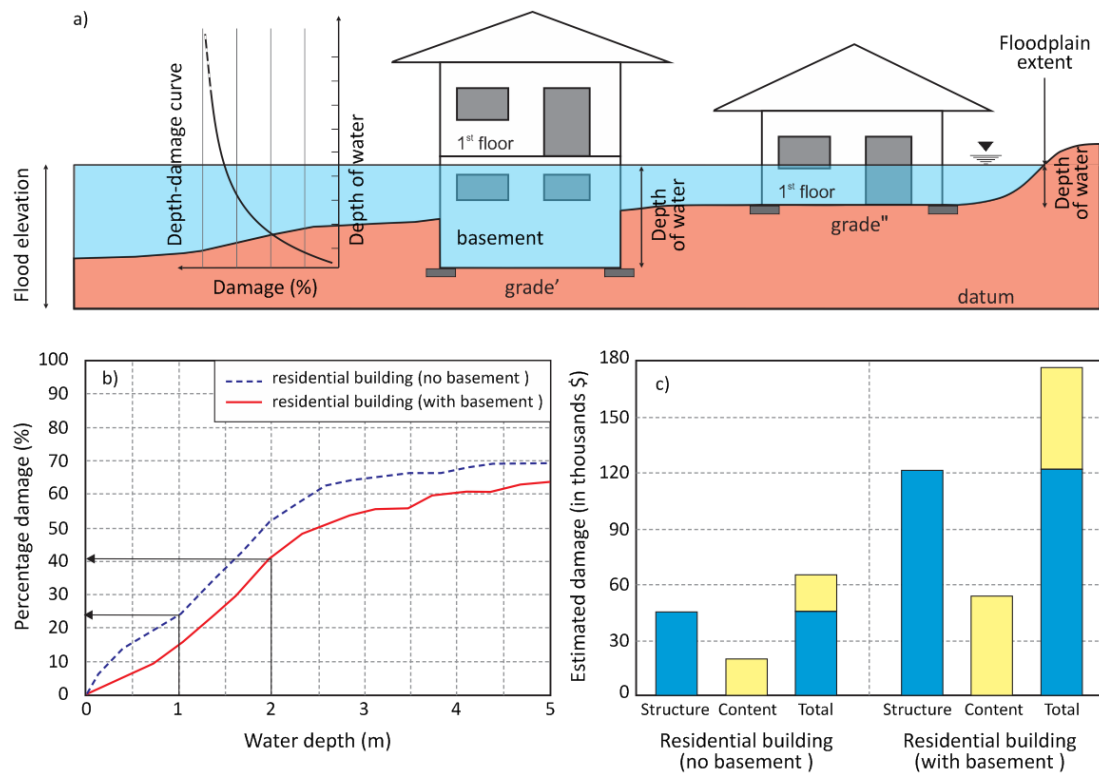 a)
Depth-damage curve
Depth of water
Damage (%)
Flood elevation
1st floor
basement
grade'
Depth
of water
1st floor
grade"
Floodplain
extent
Depth
of water
datum
b)
residential building (no basement )
residential building (with basement )
Percentage damage (%)
100
90
80
70
60
50
40
30
20
10
0
0 1 2 3 4 5
Water depth (m)
c)
Estimated damage (in thousands $)
180
150
120
90
60
30
0
Structure Content Total Structure Content Total
Residential building
(no basement )
Residential building
(with basement )